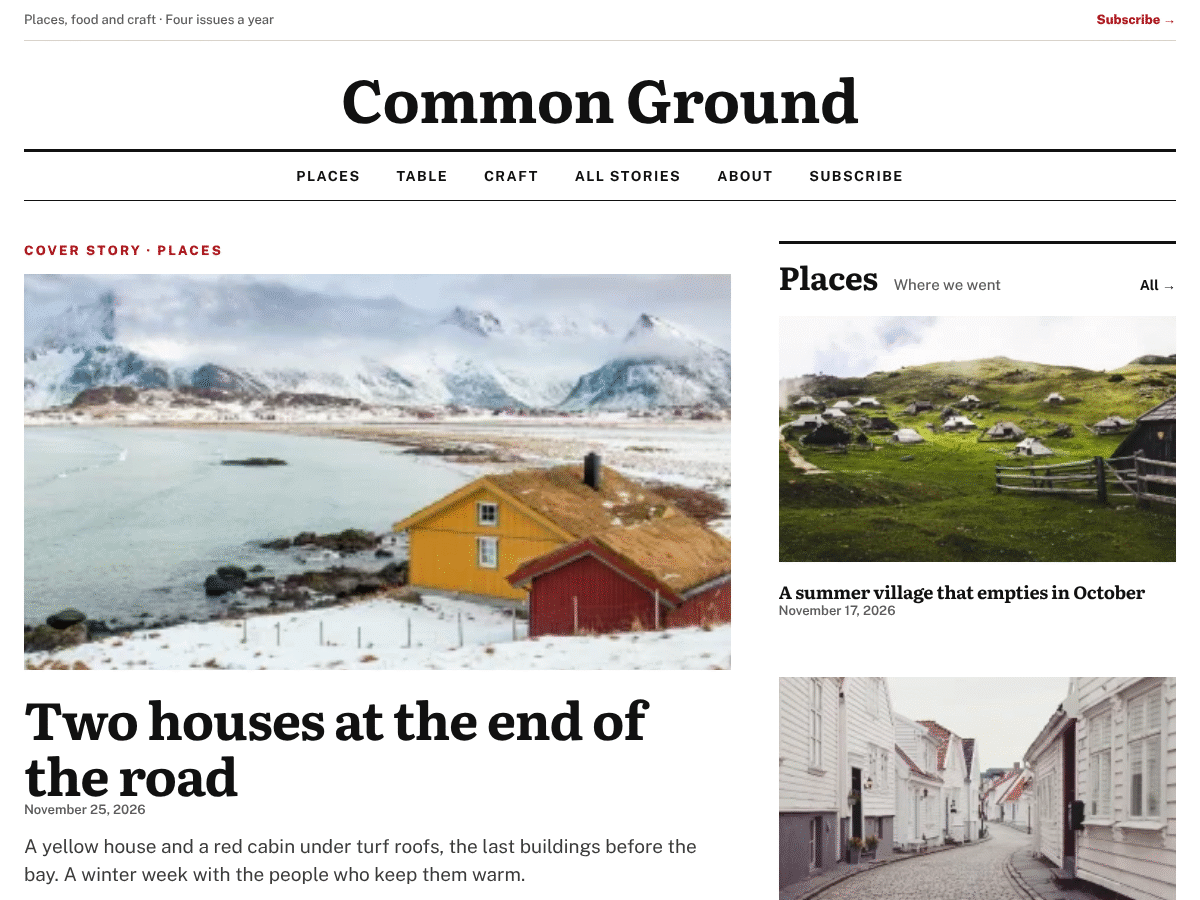 Places, food and craft · Four issues a year
Subscribe →
Common Ground
PLACES TABLE CRAFT ALL STORIES ABOUT SUBSCRIBE
COVER STORY · PLACES
Two houses at the end of
the road
November 25, 2026
A yellow house and a red cabin under turf roofs, the last buildings before the
bay. A winter week with the people who keep them warm.
Places Where we went All →
A summer village that empties in October
November 17, 2026